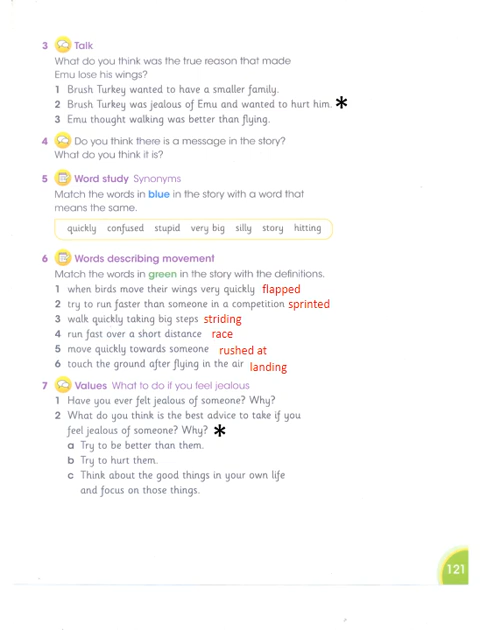 3 Talk
What do you think was the true reason that made
Emu lose his wings?
1 Brush Turkey wanted to have a smaller family.
2 Brush Turkey was jealous of Emu and wanted to hurt him. *
3 Emu thought walking was better than flying.
4 Do you think there is a message in the story?
What do you think it is?
5 Word study Synonyms
Match the words in blue in the story with a word that
means the same.
quickly confused stupid very big silly story hitting
6 Words describing movement
Match the words in green in the story with the definitions.
1 when birds move their wings very quickly flapped
2 try to run faster than someone in a competition sprinted
3 walk quickly taking big steps striding
4 run fast over a short distance race
5 move quickly towards someone rushed at
6 touch the ground after flying in the air landing
7 Values What to do if you feel jealous
1 Have you ever felt jealous of someone? Why?
2 What do you think is the best advice to take if you
feel jealous of someone? Why? *
a Try to be better than them.
b Try to hurt them.
c Think about the good things in your own life
and focus on those things.
121